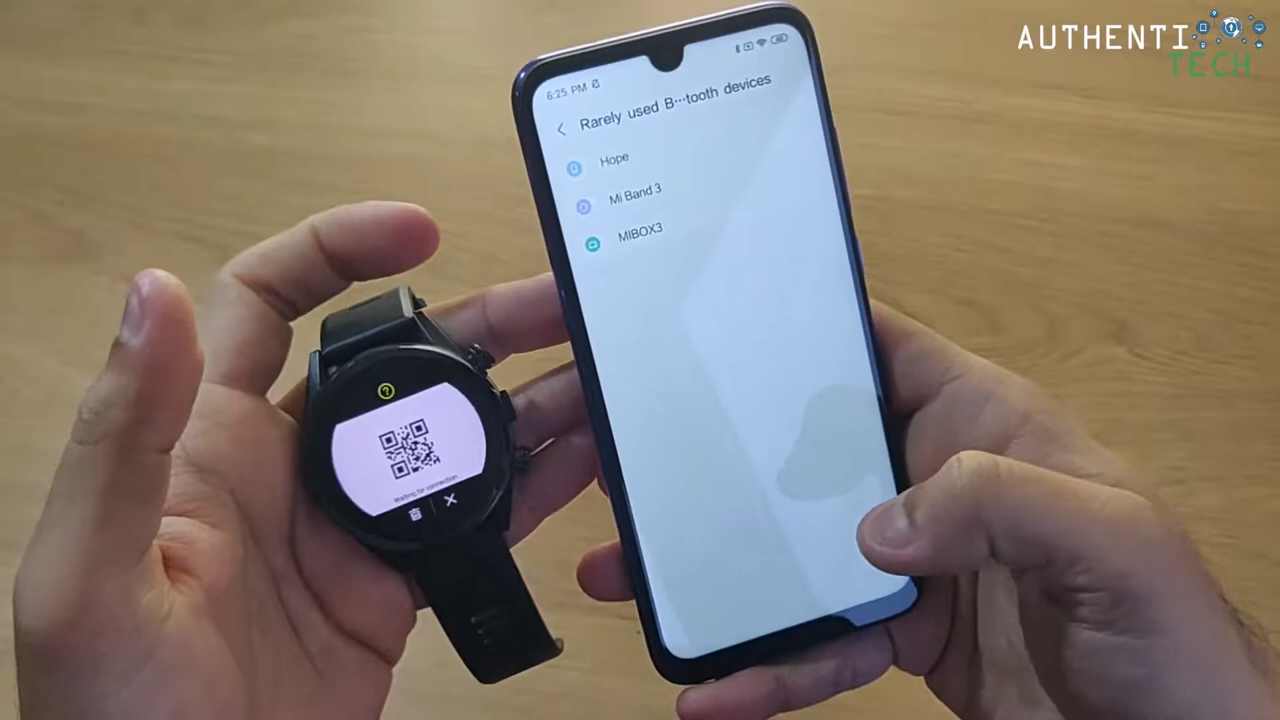 AUTHENTI
TECH
6:25 PM
Rarely used B···tooth devices
Hope
Mi Band 3
MIBOX3
?
Waiting for connection